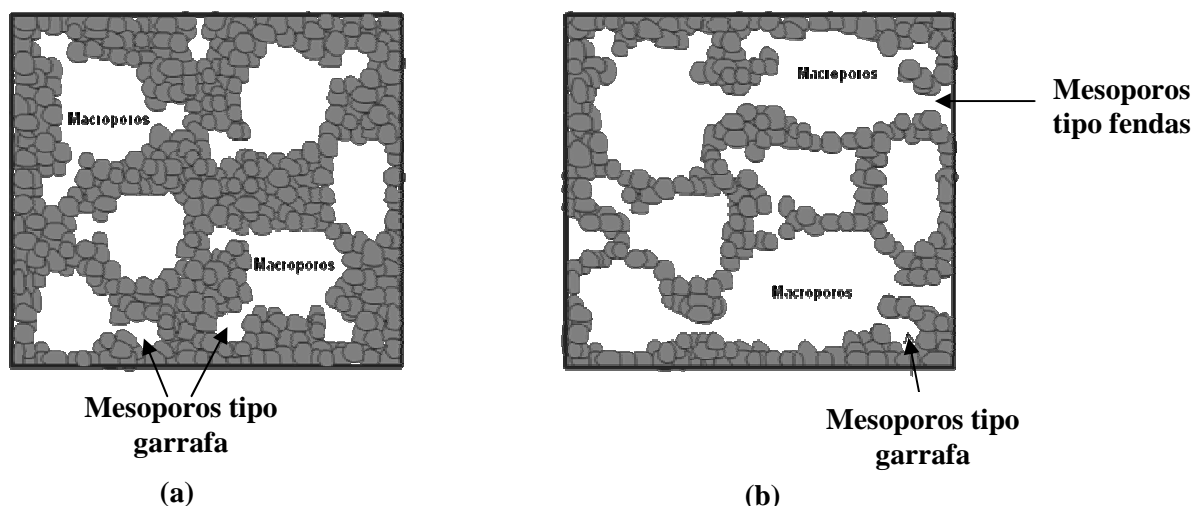 Macroporos
Macroporos
Mesoporos tipo
garrafa
(a)
Macroporos
Mesoporos
tipo fendas
Macroporos
Mesoporos tipo
garrafa
(b)